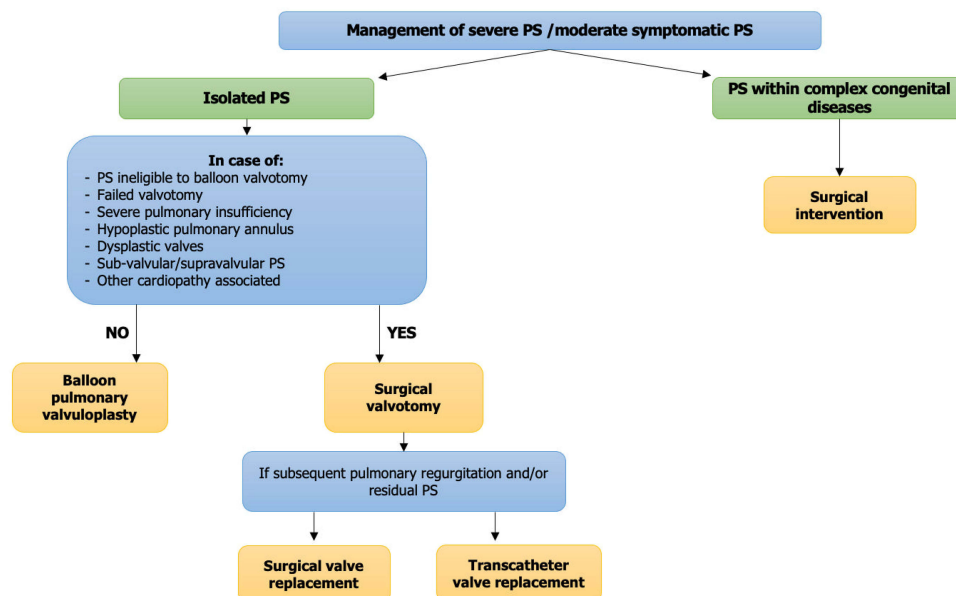 Management of severe PS /moderate symptomatic PS
Isolated PS
PS within complex congenital
diseases
In case of:
- PS ineligible to balloon valvotomy
- Failed valvotomy
- Severe pulmonary insufficiency
- Hypoplastic pulmonary annulus
- Dysplastic valves
- Sub-valvular/supravalvular PS
- Other cardiopathy associated
Surgical
intervention
NO
YES
Balloon
pulmonary
valvuloplasty
Surgical
valvotomy
If subsequent pulmonary regurgitation and/or
residual PS
Surgical valve
replacement
Transcatheter
valve replacement